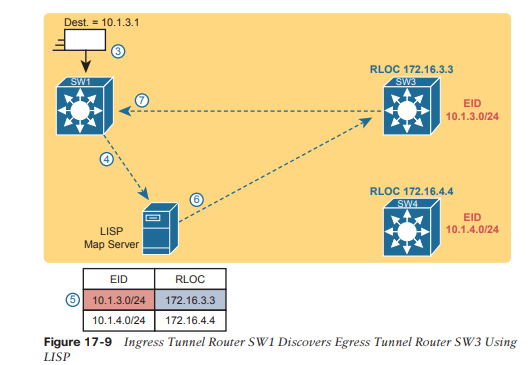 Dest. = 10.1.3.1
3
SW1
RLOC 172.16.3.3
SW3
7
EID
10.1.3.0/24
4
6
RLOC 172.16.4.4
SW4
LISP
Map Server
EID
10.1.4.0/24
EID RLOC
5 10.1.3.0/24 172.16.3.3
10.1.4.0/24 172.16.4.4
Figure 17-9 Ingress Tunnel Router SW1 Discovers Egress Tunnel Router SW3 Using
LISP